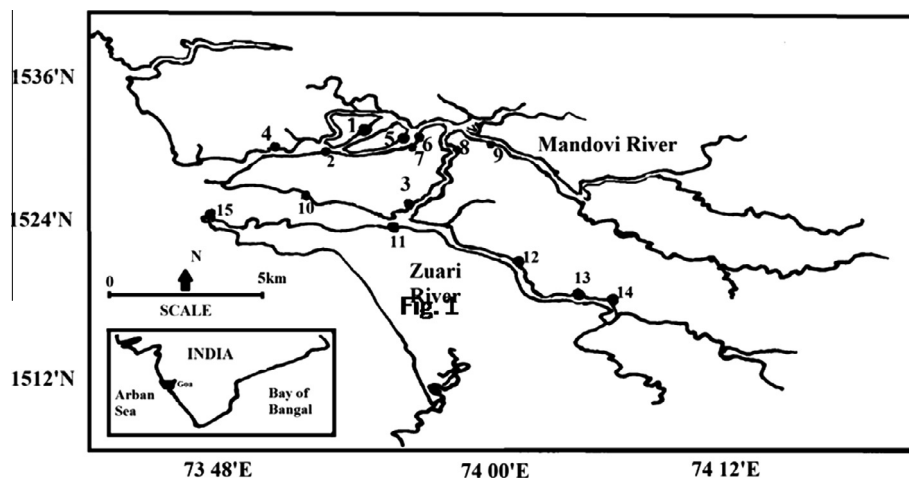 1536'N
1
4
5
6
Mandovi River
2
7
8
9
3
10
1524'N
15
11
12
N
Zuari
13
0
5km
River
14
Fig. 1
SCALE
INDIA
1512'N
Goa
Arban
Bay of
Sea
Bangal
73 48'E
74 00'E
74 12'E